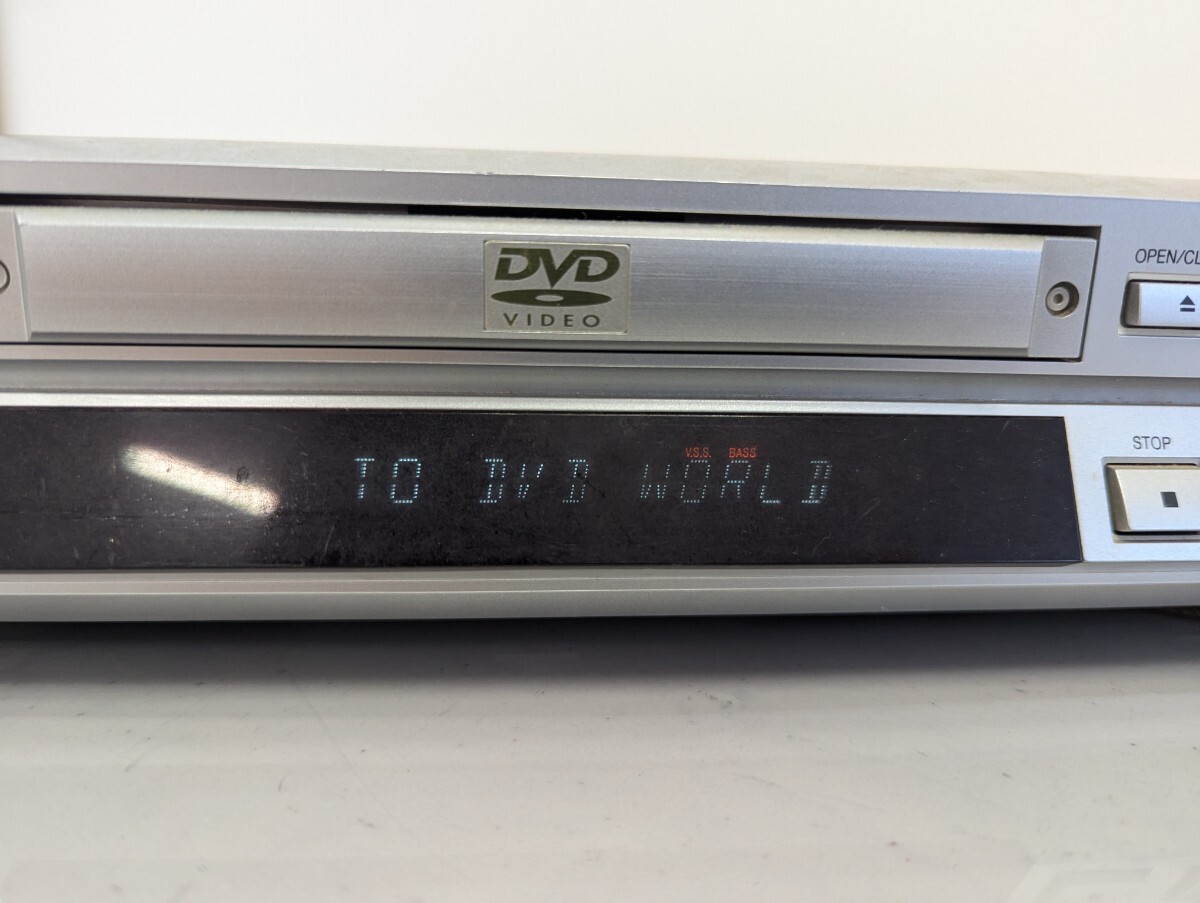 DVD
VIDEO
OPEN/CL
V.S.S. BASS
TO DVD WORLD
STOP